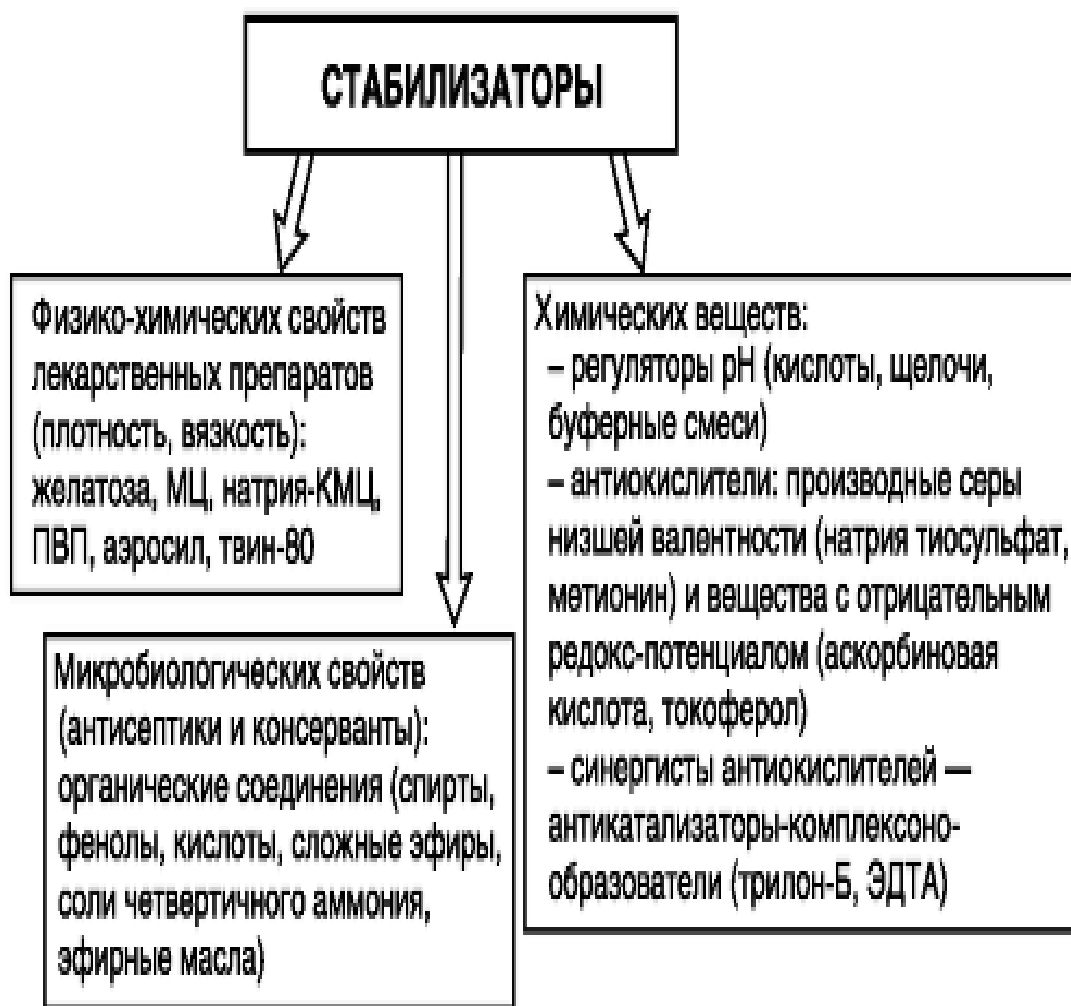 СТАБИЛИЗАТОРЫ
Физико-химических свойств
лекарственных препаратов
(плотность, вязкость):
желатоза, МЦ, натрия-КМЦ,
ПВП, аэросил, твин-80
Микробиологических свойств
(антисептики и консерванты):
органические соединения (спирты,
фенолы, кислоты, сложные эфиры,
соли четвертичного аммония,
эфирные масла)
Химических веществ:
– регуляторы pH (кислоты, щелочи,
буферные смеси)
– антиокислители: производные серы
низшей валентности (натрия тиосульфат,
метионин) и вещества с отрицательным
редокс-потенциалом (аскорбиновая
кислота, токоферол)
– синергисты антиокислителей —
антикатализаторы-комплексоно-
образователи (трилон-Б, ЭДТА)